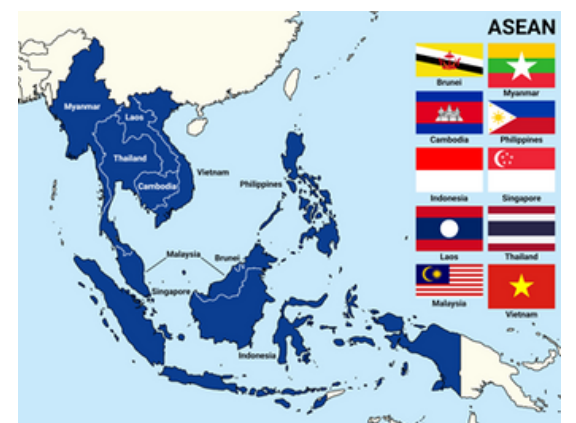 ASEAN
Brunei
Myanmar
Cambodia
Philippines
Indonesia
Singapore
Laos
Thailand
Malaysia
Vietnam
Myanmar
Laos
Thailand
Vietnam
Cambodia
Philippines
Malaysia
Brunei
Singapore
Indonesia